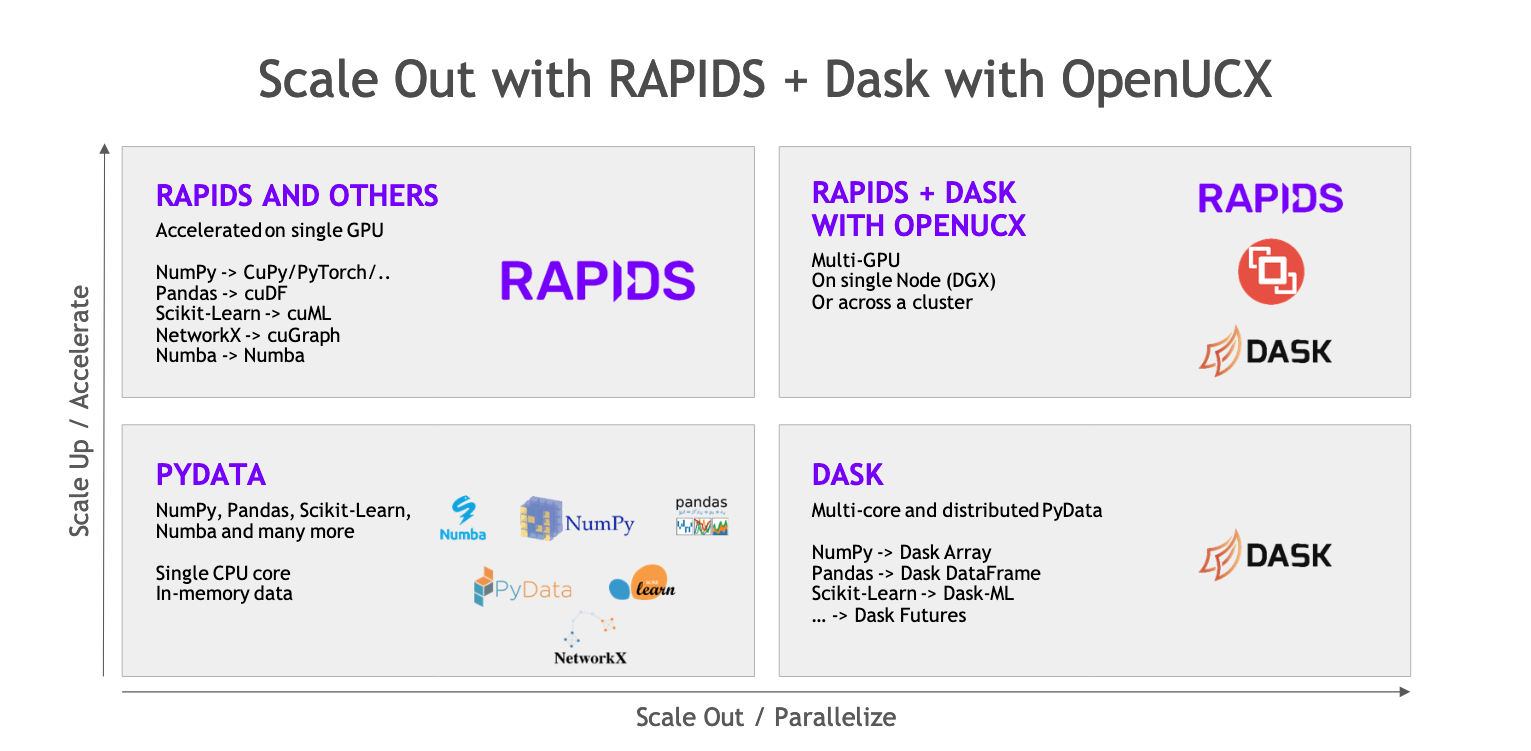 Scale Out with RAPIDS + Dask with OpenUCX
Scale Up / Accelerate
RAPIDS AND OTHERS
Accelerated on single GPU
NumPy -> CuPy/PyTorch/..
Pandas -> cuDF
Scikit-Learn -> cuML
NetworkX -> cuGraph
Numba -> Numba
RAPIDS
RAPIDS + DASK
WITH OPENUCX
Multi-GPU
On single Node (DGX)
Or across a cluster
RAPIDS
DASK
PYDATA
NumPy, Pandas, Scikit-Learn,
Numba and many more
Single CPU core
In-memory data
Numba
NumPy
pandas
PyData
learn
NetworkX
DASK
Multi-core and distributed PyData
NumPy -> Dask Array
Pandas -> Dask DataFrame
Scikit-Learn -> Dask-ML
… -> Dask Futures
DASK
Scale Out / Parallelize